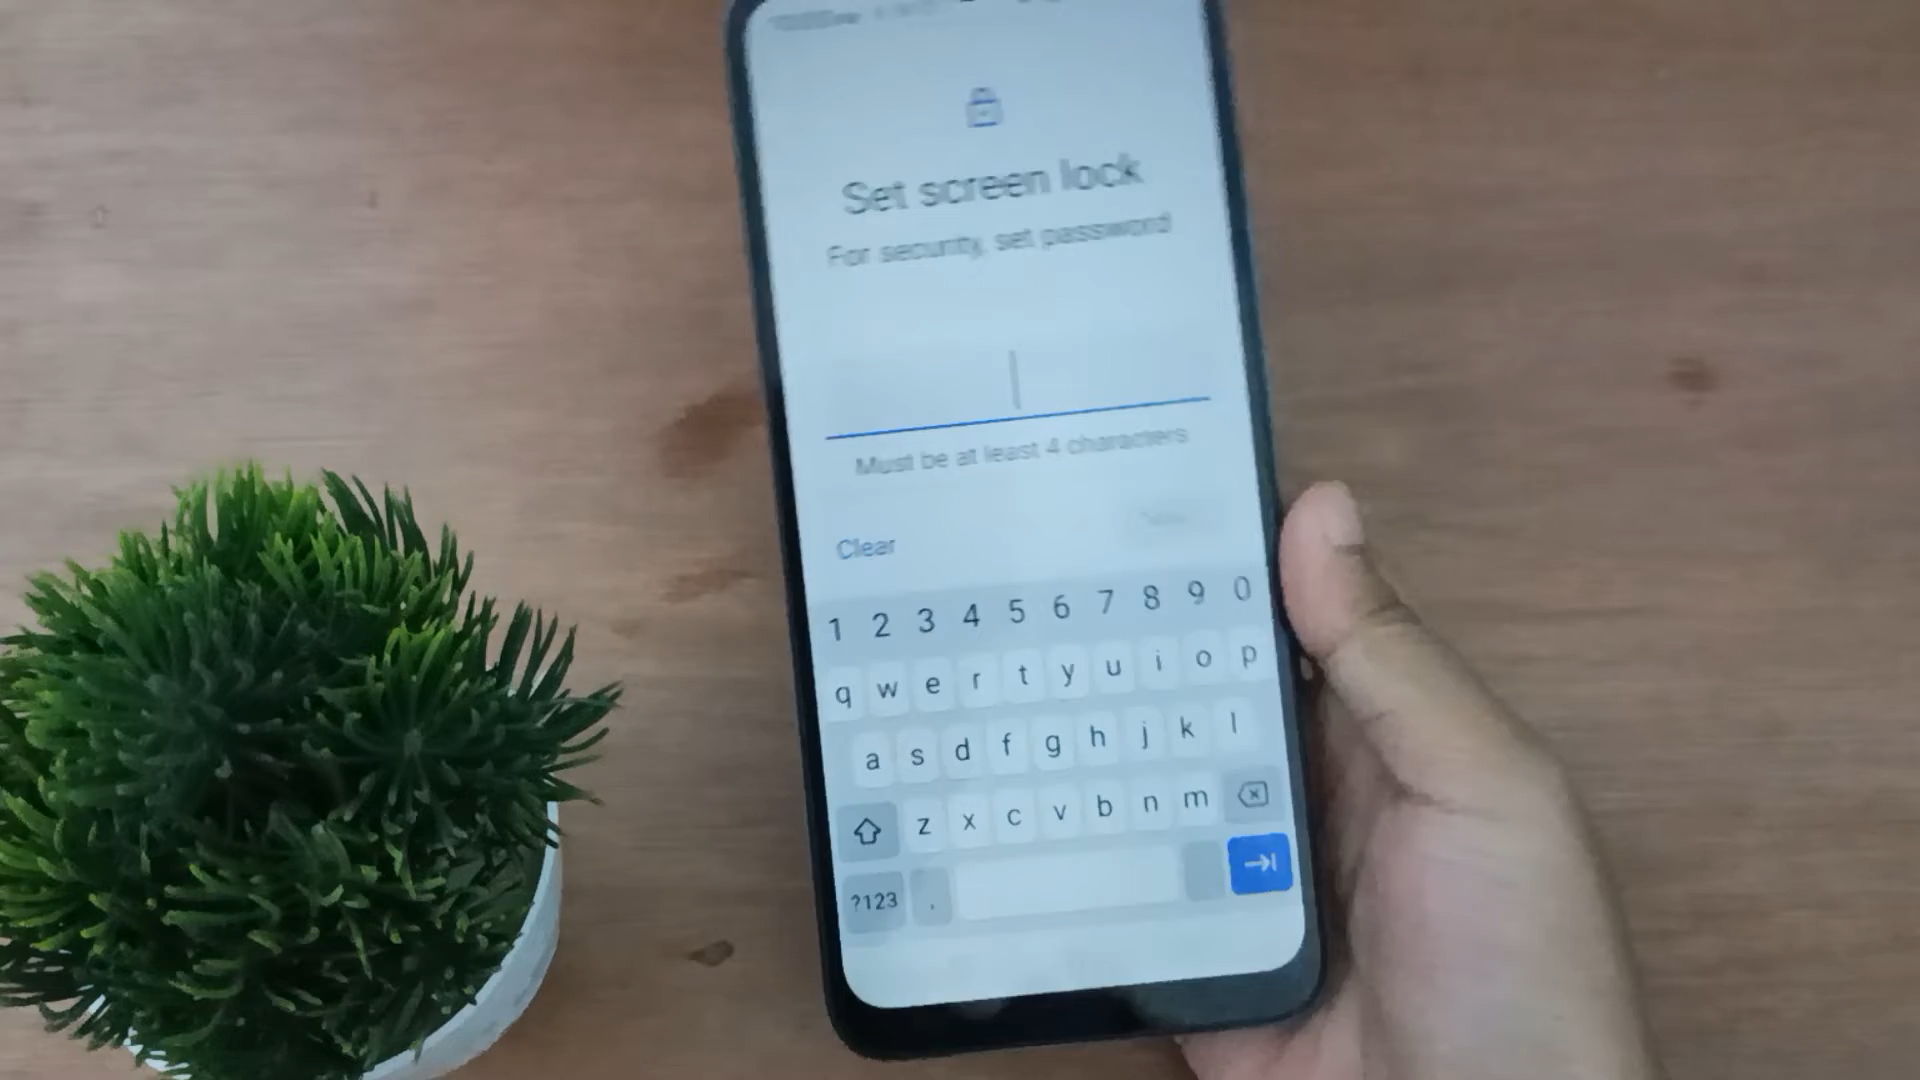 Set screen lock
For security, set password
Must be at least 4 characters
Clear
1 2 3 4 5 6 7 8 9 0
q w e r t y u i o p
a s d f g h j k l
z x c v b n m
?123 ,